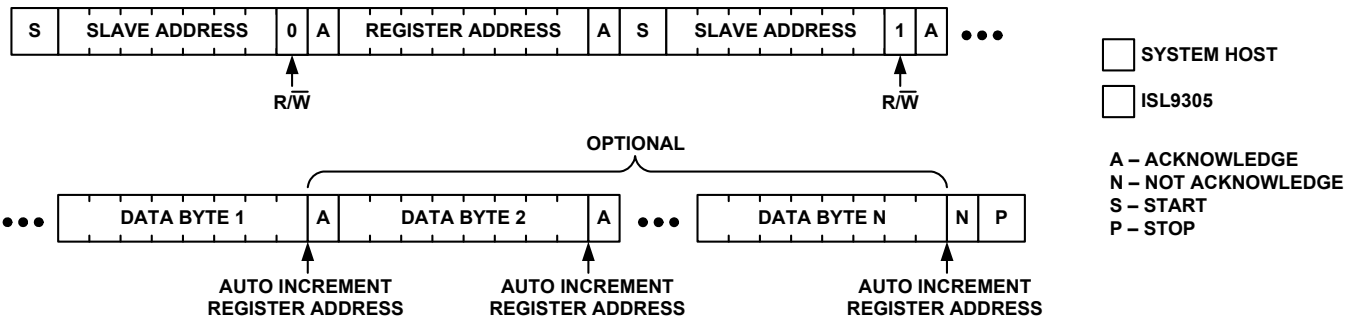 S SLAVE ADDRESS 0 A REGISTER ADDRESS A S SLAVE ADDRESS 1 A •••
R/W̅ R/W̅
SYSTEM HOST
ISL9305
A – ACKNOWLEDGE
N – NOT ACKNOWLEDGE
S – START
P – STOP
OPTIONAL
••• DATA BYTE 1 A DATA BYTE 2 A ••• DATA BYTE N N P
AUTO INCREMENT
REGISTER ADDRESS
AUTO INCREMENT
REGISTER ADDRESS
AUTO INCREMENT
REGISTER ADDRESS